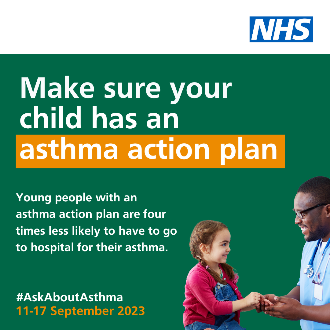 NHS
Make sure your
child has an
asthma action plan
Young people with an
asthma action plan are four
times less likely to have to go
to hospital for their asthma.
#AskAboutAsthma
11-17 September 2023